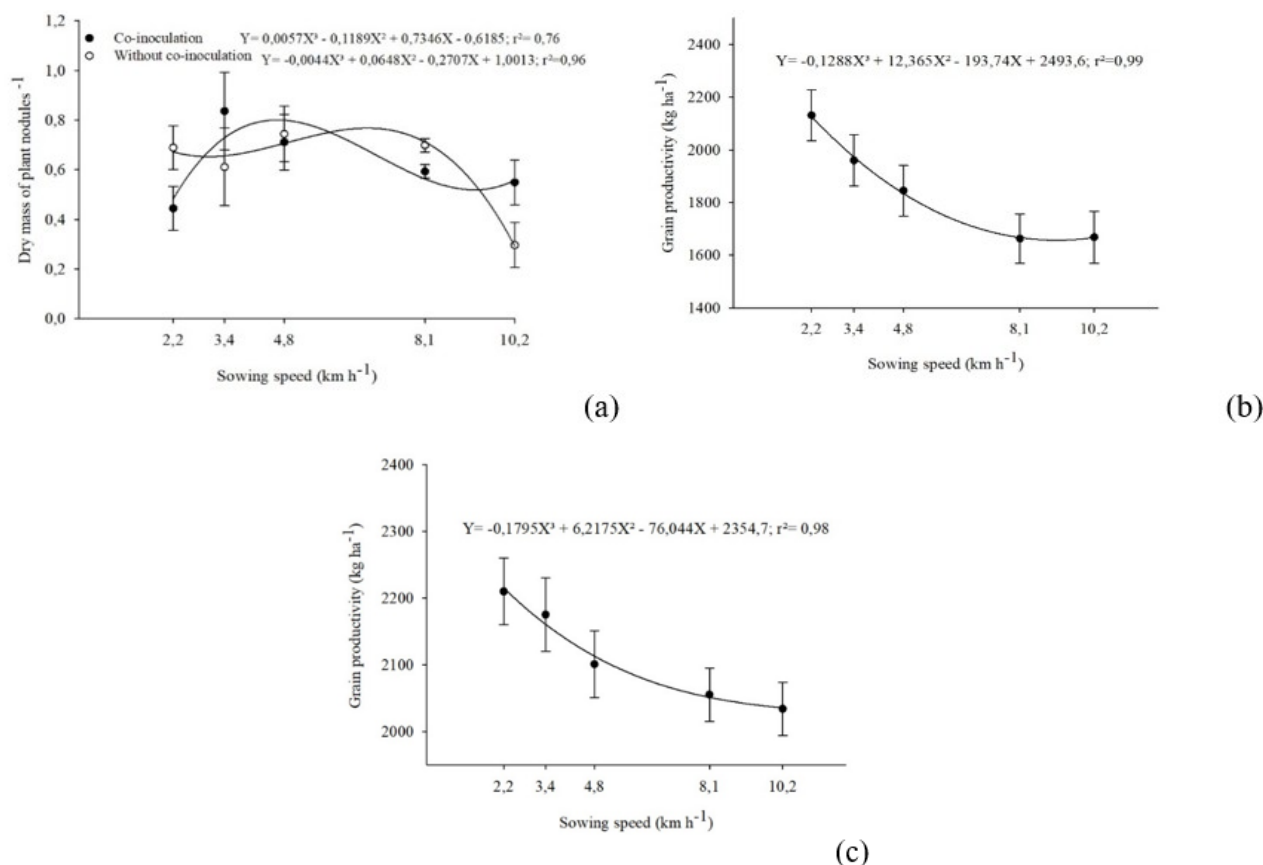 1,2
Co-inoculation Y= 0,0057X³ - 0,1189X² + 0,7346X - 0,6185; r²= 0,76
Without co-inoculation Y= -0,0044X³ + 0,0648X² - 0,2707X + 1,0013; r²=0,96
1,0
0,8
0,6
0,4
0,2
0,0
Dry mass of plant nodules ⁻¹
2,2 3,4 4,8 8,1 10,2
Sowing speed (km h⁻¹)
(a)
2400
Y= -0,1288X³ + 12,365X² - 193,74X + 2493,6; r²=0,99
2200
2000
1800
1600
1400
Grain productivity (kg ha⁻¹)
2,2 3,4 4,8 8,1 10,2
Sowing speed (km h⁻¹)
(b)
2400
2300
Y= -0,1795X³ + 6,2175X² - 76,044X + 2354,7; r²= 0,98
2200
2100
2000
Grain productivity (kg ha⁻¹)
2,2 3,4 4,8 8,1 10,2
Sowing speed (km h⁻¹)
(c)